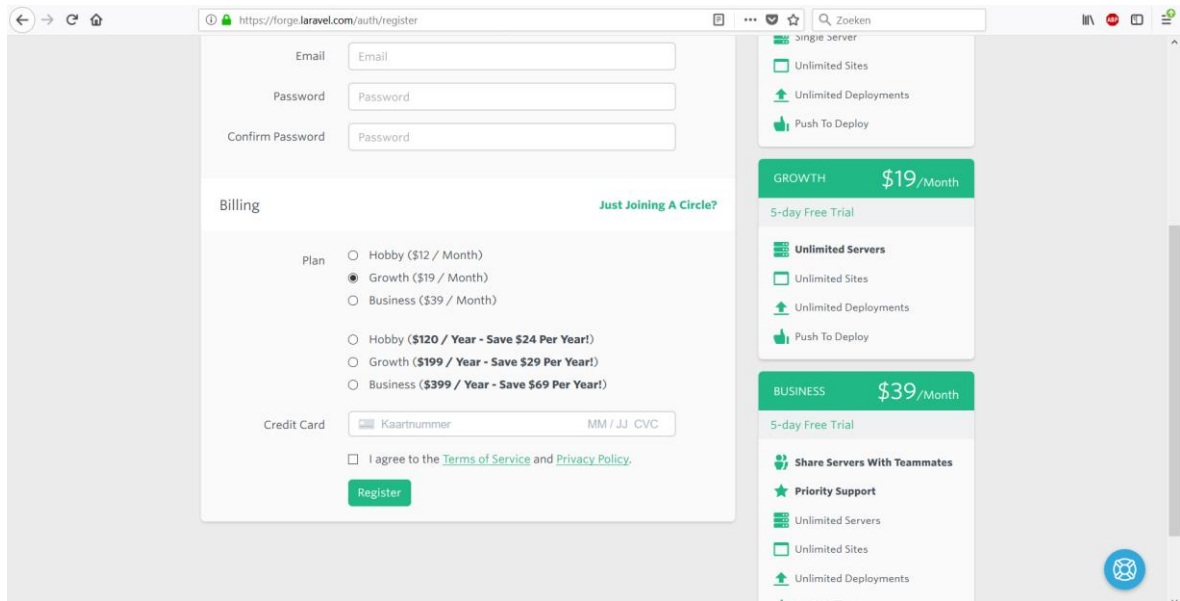 https://forge.laravel.com/auth/register
Zoeken
ABP
Email
Email
Password
Password
Confirm Password
Password
Billing
Just Joining A Circle?
Plan
Hobby ($12 / Month)
Growth ($19 / Month)
Business ($39 / Month)
Hobby ($120 / Year - Save $24 Per Year!)
Growth ($199 / Year - Save $29 Per Year!)
Business ($399 / Year - Save $69 Per Year!)
Credit Card
Kaartnummer MM / JJ CVC
I agree to the Terms of Service and Privacy Policy.
Register
Single Server
Unlimited Sites
Unlimited Deployments
Push To Deploy
GROWTH $19/Month
5-day Free Trial
Unlimited Servers
Unlimited Sites
Unlimited Deployments
Push To Deploy
BUSINESS $39/Month
5-day Free Trial
Share Servers With Teammates
Priority Support
Unlimited Servers
Unlimited Sites
Unlimited Deployments